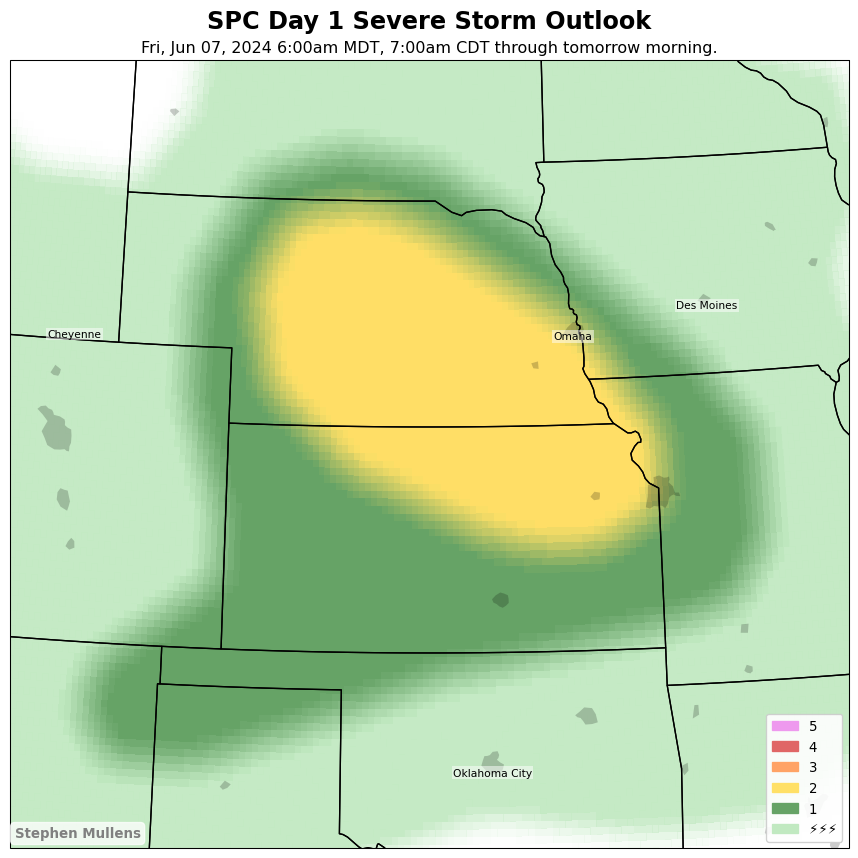 SPC Day 1 Severe Storm Outlook
Fri, Jun 07, 2024 6:00am MDT, 7:00am CDT through tomorrow morning.
Des Moines
Cheyenne
Omaha
Oklahoma City
5
4
3
2
1
⚡⚡⚡
Stephen Mullens